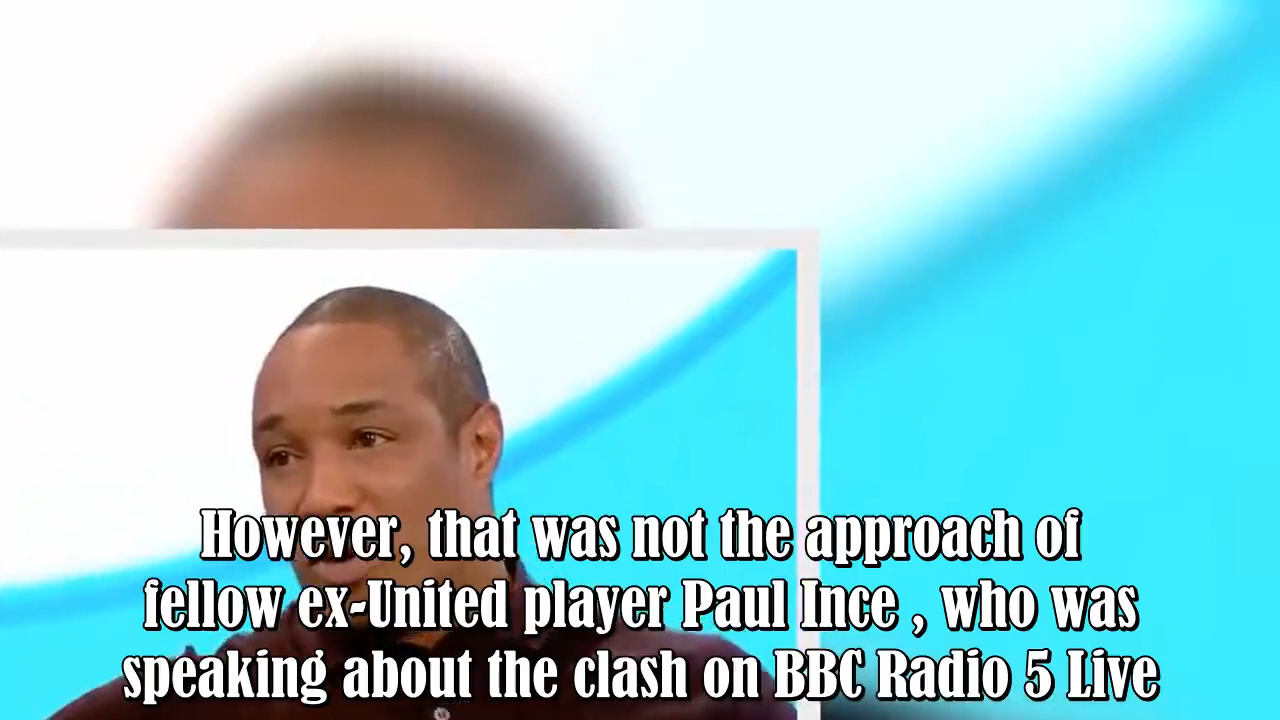 However, that was not the approach of
fellow ex-United player Paul Ince , who was
speaking about the clash on BBC Radio 5 Live